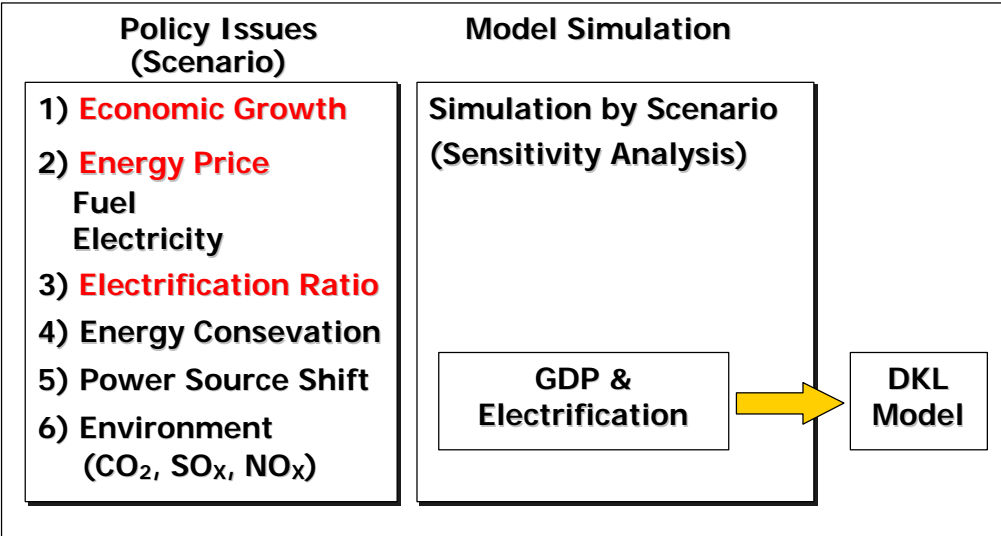 Policy Issues
(Scenario)
1) Economic Growth
2) Energy Price
Fuel
Electricity
3) Electrification Ratio
4) Energy Consevation
5) Power Source Shift
6) Environment
(CO₂, SOₓ, NOₓ)
Model Simulation
Simulation by Scenario
(Sensitivity Analysis)
GDP &
Electrification
DKL
Model